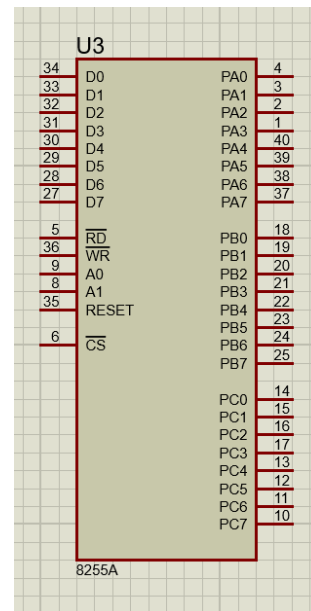 U3
34 D0 PA0 4
33 D1 PA1 3
32 D2 PA2 2
31 D3 PA3 1
30 D4 PA4 40
29 D5 PA5 39
28 D6 PA6 38
27 D7 PA7 37
5 RD PB0 18
36 WR PB1 19
9 A0 PB2 20
8 A1 PB3 21
35 RESET PB4 22
PB5 23
6 CS PB6 24
PB7 25
PC0 14
PC1 15
PC2 16
PC3 17
PC4 13
PC5 12
PC6 11
PC7 10
8255A